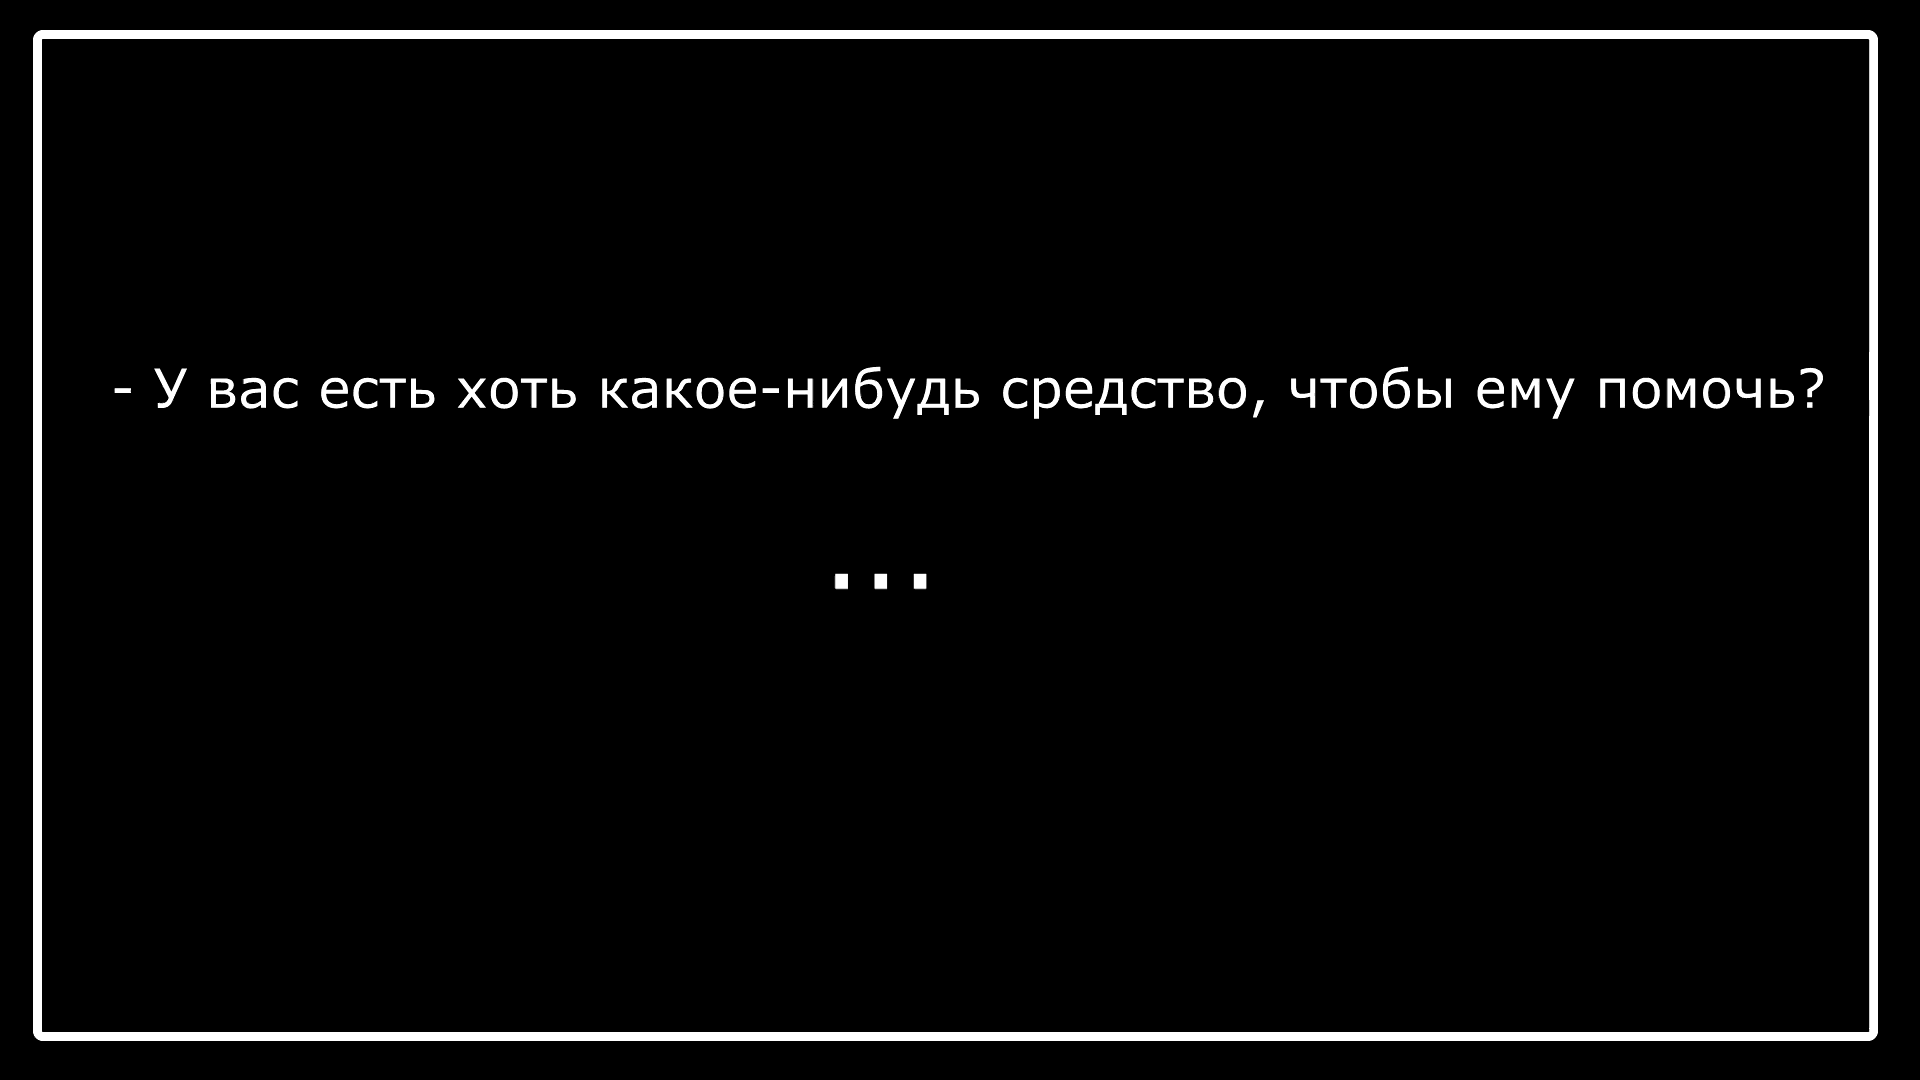 - У вас есть хоть какое-нибудь средство, чтобы ему помочь?
...